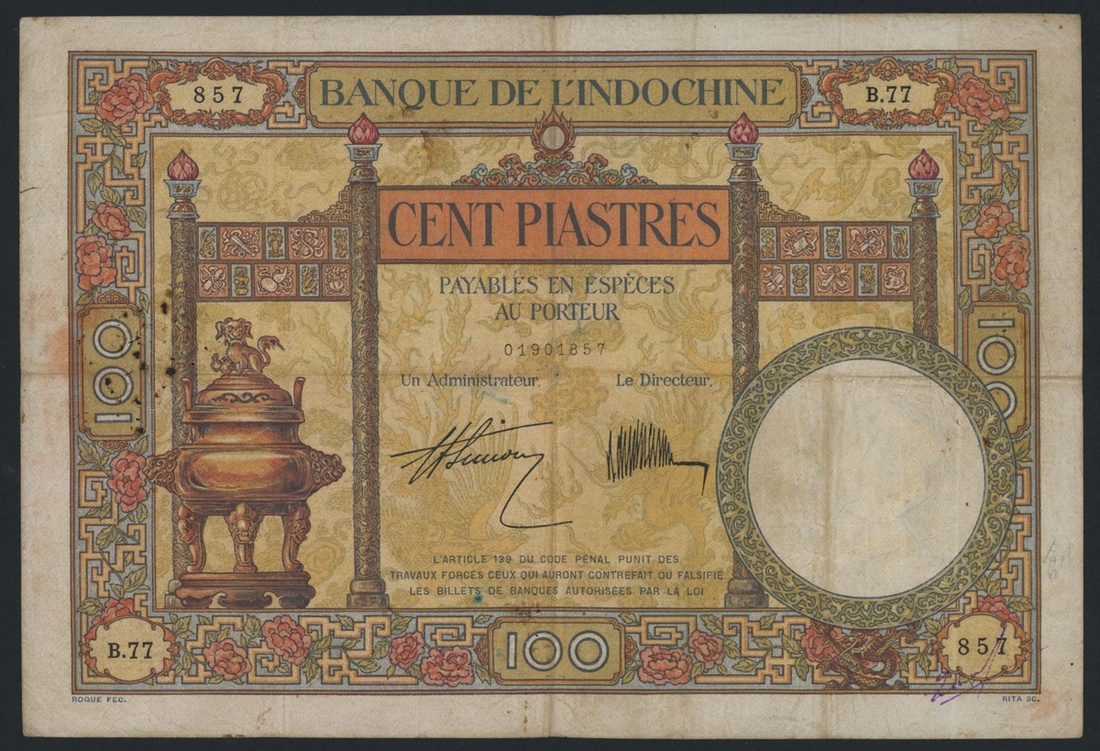 857
BANQUE DE L'INDOCHINE
B.77
CENT PIASTRES
PAYABLES EN ESPÈCES
AU PORTEUR
01901857
Un Administrateur,
Le Directeur,
100
100
L'ARTICLE 139 DU CODE PÉNAL PUNIT DES
TRAVAUX FORCÉS CEUX QUI AURONT CONTREFAIT OU FALSIFIÉ
LES BILLETS DE BANQUES AUTORISÉES PAR LA LOI
B.77
100
857
ROQUE FEC.
RITA SC.